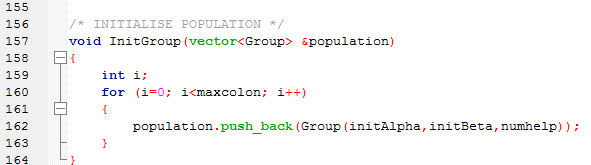 155
156 /* INITIALISE POPULATION */
157 void InitGroup(vector<Group> &population)
158 {
159 int i;
160 for (i=0; i<maxcolon; i++)
161 {
162 population.push_back(Group(initAlpha,initBeta,numhelp));
163 }
164 }